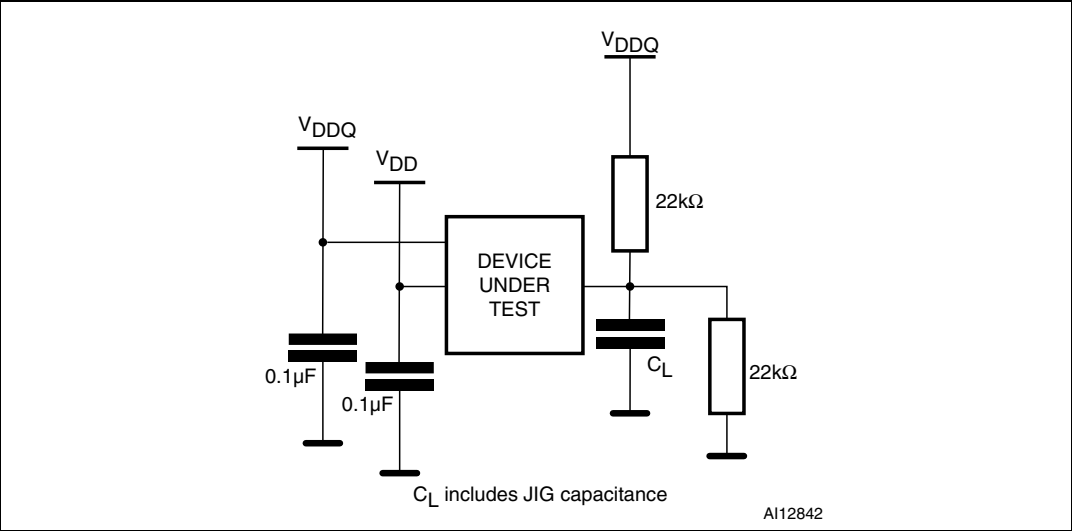 VDDQ
VDDQ
VDD
22kΩ
DEVICE
UNDER
TEST
0.1µF
0.1µF
CL
22kΩ
CL includes JIG capacitance
AI12842